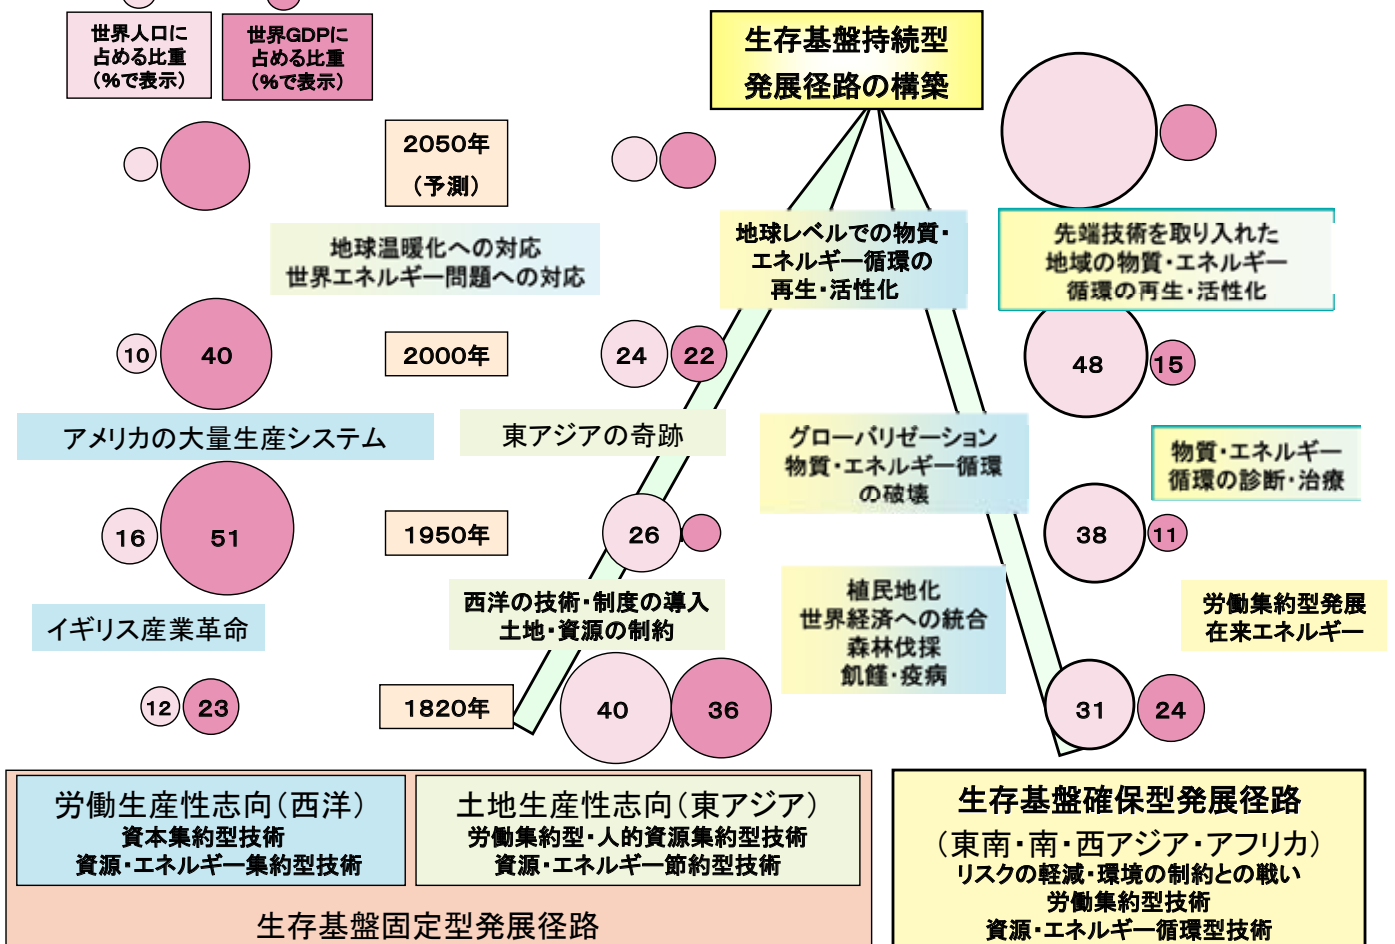 世界人口に
占める比重
（%で表示）
世界GDPに
占める比重
（%で表示）
生存基盤持続型
発展径路の構築
2050年
（予測）
地球温暖化への対応
世界エネルギー問題への対応
地球レベルでの物質・
エネルギー循環の
再生・活性化
先端技術を取り入れた
地域の物質・エネルギー
循環の再生・活性化
10
40
2000年
24
22
48
15
アメリカの大量生産システム
東アジアの奇跡
グローバリゼーション
物質・エネルギー循環
の破壊
物質・エネルギー
循環の診断・治療
16
51
1950年
26
38
11
イギリス産業革命
西洋の技術・制度の導入
土地・資源の制約
植民地化
世界経済への統合
森林伐採
飢饉・疫病
労働集約型発展
在来エネルギー
12
23
1820年
40
36
31
24
労働生産性志向（西洋）
資本集約型技術
資源・エネルギー集約型技術
土地生産性志向（東アジア）
労働集約型・人的資源集約型技術
資源・エネルギー節約型技術
生存基盤固定型発展径路
生存基盤確保型発展径路
（東南・南・西アジア・アフリカ）
リスクの軽減・環境の制約との戦い
労働集約型技術
資源・エネルギー循環型技術